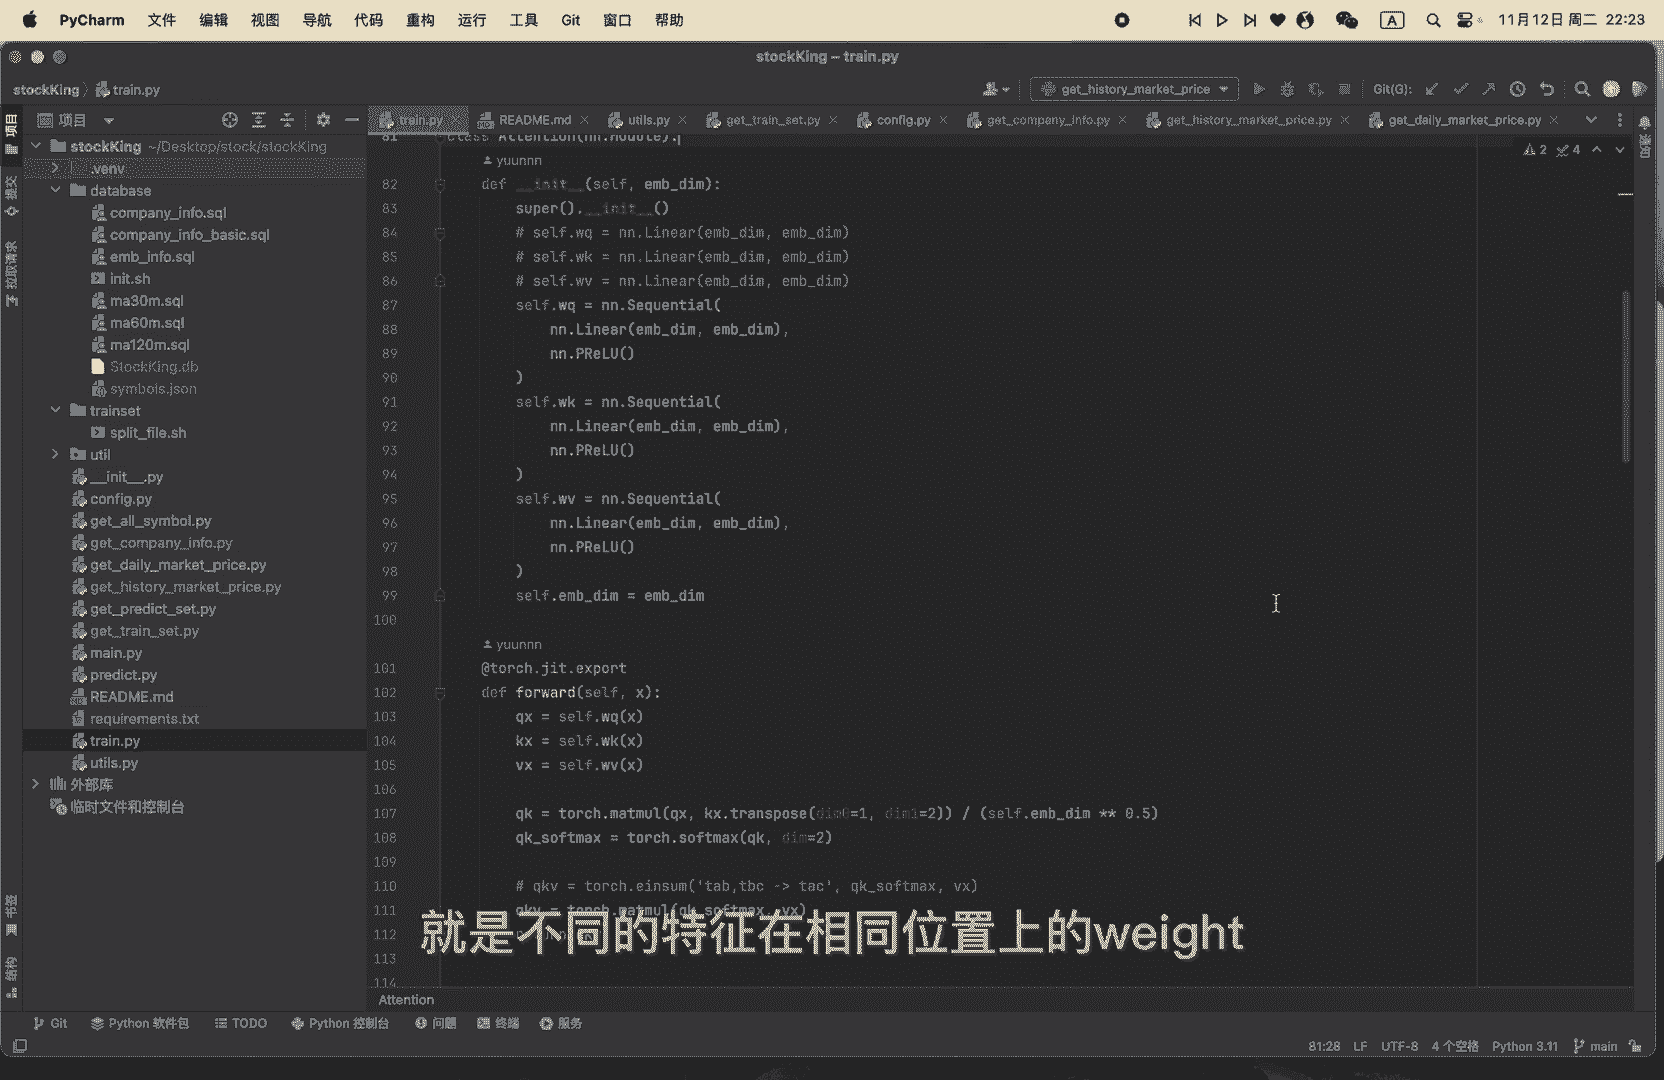 PyCharm 文件 编辑 视图 导航 代码 重构 运行 工具 Git 窗口 帮助 A 11月12日 周二 22:23
stockKing – train.py
stockKing train.py get_history_market_price Git(G):
项目 train.py README.md utils.py get_train_set.py config.py get_company_info.py get_history_market_price.py get_daily_market_price.py
项目
提交
拉取请求
书签
结构
通知
stockKing ~/Desktop/stock/stockKing
.venv
database
company_info.sql
company_info_basic.sql
emb_info.sql
init.sh
ma30m.sql
ma60m.sql
ma120m.sql
StockKing.db
symbols.json
trainset
split_file.sh
util
__init__.py
config.py
get_all_symbol.py
get_company_info.py
get_daily_market_price.py
get_history_market_price.py
get_predict_set.py
get_train_set.py
main.py
predict.py
README.md
requirements.txt
train.py
utils.py
外部库
临时文件和控制台
2 4
81 class Attention(nn.Module):
yuunnn
82 def __init__(self, emb_dim):
83 super().__init__()
84 # self.wq = nn.Linear(emb_dim, emb_dim)
85 # self.wk = nn.Linear(emb_dim, emb_dim)
86 # self.wv = nn.Linear(emb_dim, emb_dim)
87 self.wq = nn.Sequential(
88 nn.Linear(emb_dim, emb_dim),
89 nn.PReLU()
90 )
91 self.wk = nn.Sequential(
92 nn.Linear(emb_dim, emb_dim),
93 nn.PReLU()
94 )
95 self.wv = nn.Sequential(
96 nn.Linear(emb_dim, emb_dim),
97 nn.PReLU()
98 )
99 self.emb_dim = emb_dim
100
yuunnn
101 @torch.jit.export
102 def forward(self, x):
103 qx = self.wq(x)
104 kx = self.wk(x)
105 vx = self.wv(x)
106
107 qk = torch.matmul(qx, kx.transpose(dim0=1, dim1=2)) / (self.emb_dim ** 0.5)
108 qk_softmax = torch.softmax(qk, dim=2)
109
110 # qkv = torch.einsum('tab,tbc -> tac', qk_softmax, vx)
111 qkv = torch.matmul(qk_softmax, vx)
112
113
114
就是不同的特征在相同位置上的weight
Attention
Git Python 软件包 TODO Python 控制台 问题 终端 服务
81:28 LF UTF-8 4 个空格 Python 3.11 main